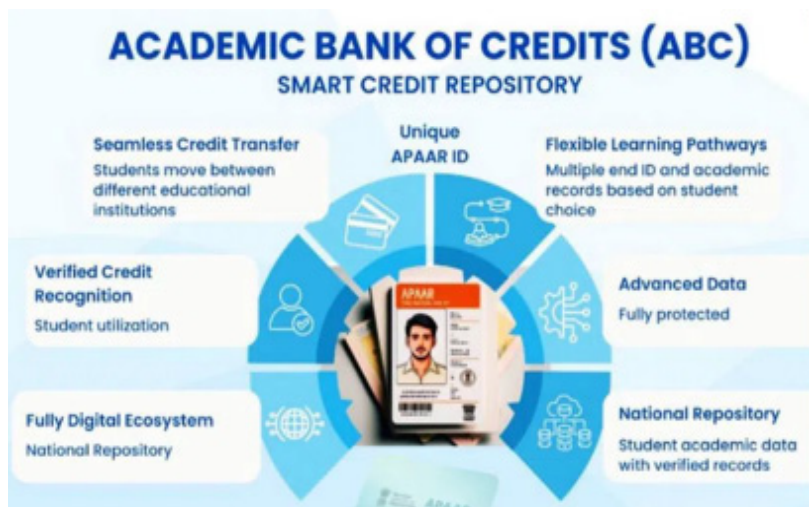 ACADEMIC BANK OF CREDITS (ABC)
SMART CREDIT REPOSITORY
Seamless Credit Transfer
Students move between
different educational
institutions
Unique
APAAR ID
Flexible Learning Pathways
Multiple end ID and academic
records based on student
choice
Verified Credit
Recognition
Student utilization
Advanced Data
Fully protected
Fully Digital Ecosystem
National Repository
National Repository
Student academic data
with verified records
APAAR
APAAR